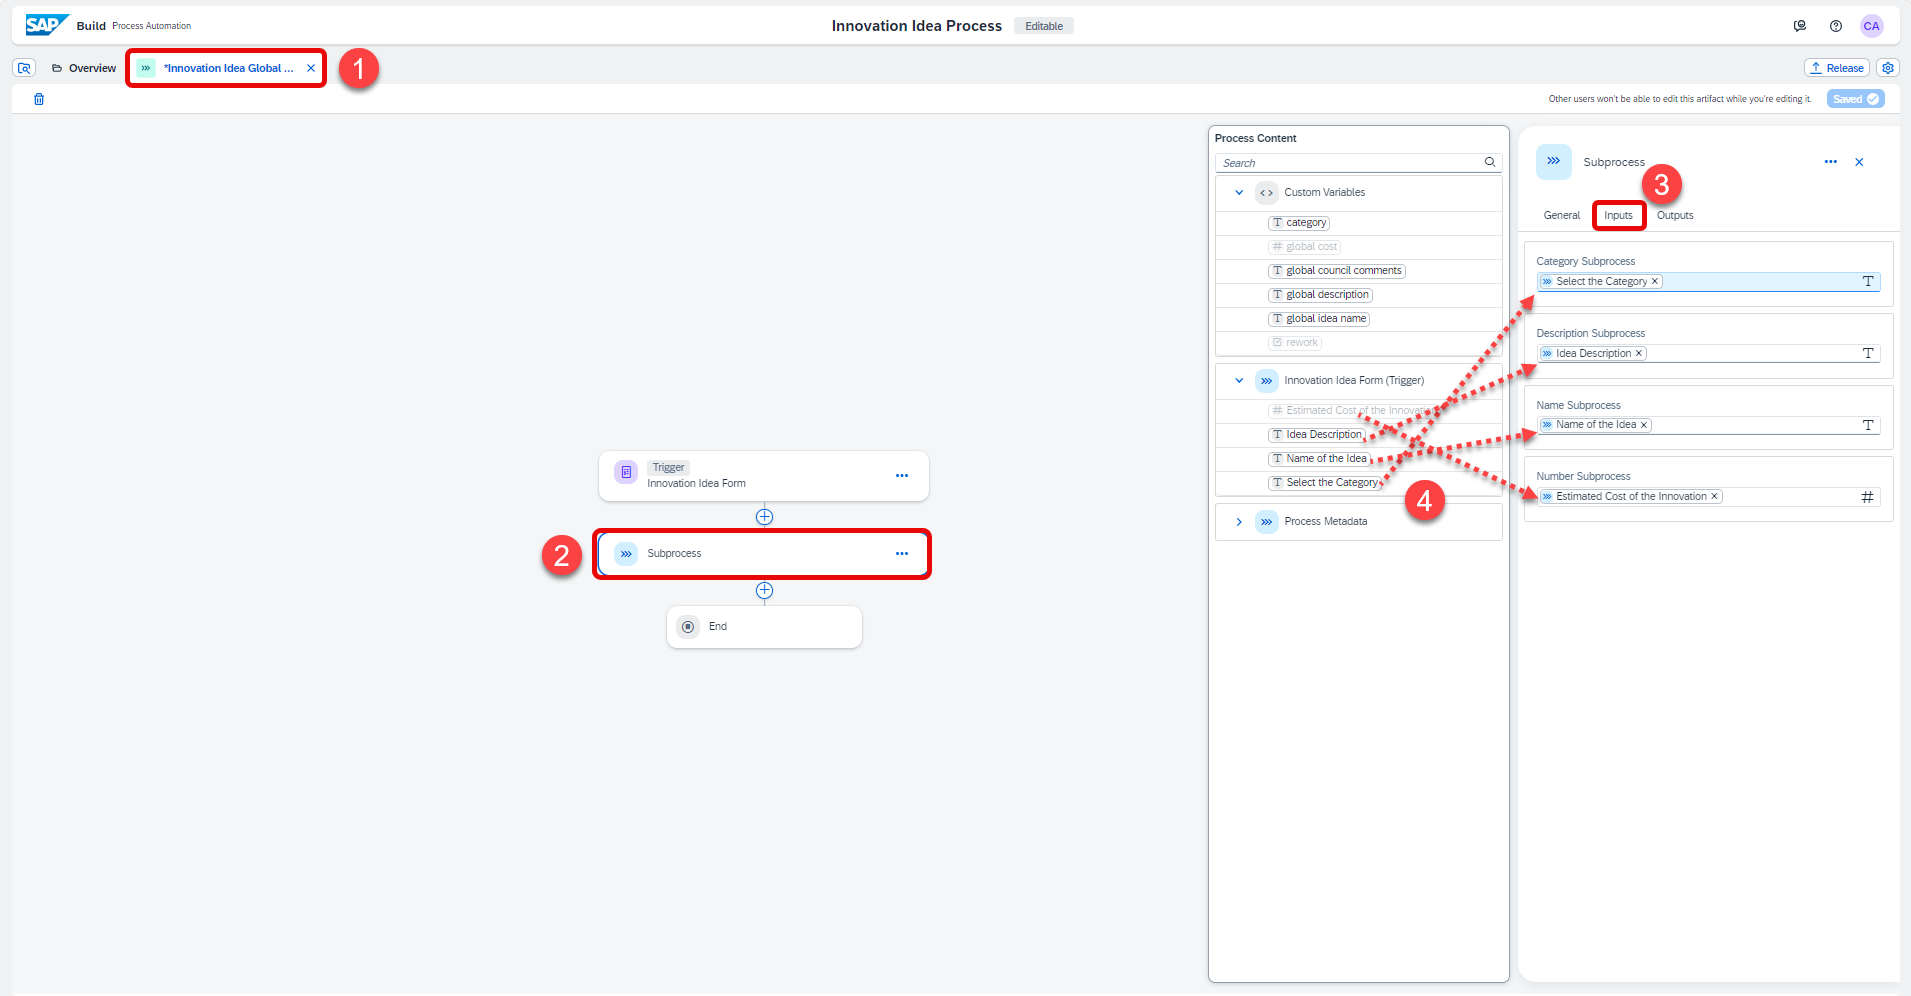 SAP Build Process Automation
Innovation Idea Process Editable
CA
Overview
*Innovation Idea Global ...
1
Release
Other users won't be able to edit this artifact while you're editing it.
Saved
Trigger
Innovation Idea Form
2
Subprocess
End
Process Content
Search
Custom Variables
category
global cost
global council comments
global description
global idea name
rework
Innovation Idea Form (Trigger)
Estimated Cost of the Innovation
Idea Description
Name of the Idea
Select the Category
4
Process Metadata
Subprocess
3
General Inputs Outputs
Category Subprocess
Select the Category
Description Subprocess
Idea Description
Name Subprocess
Name of the Idea
Number Subprocess
Estimated Cost of the Innovation